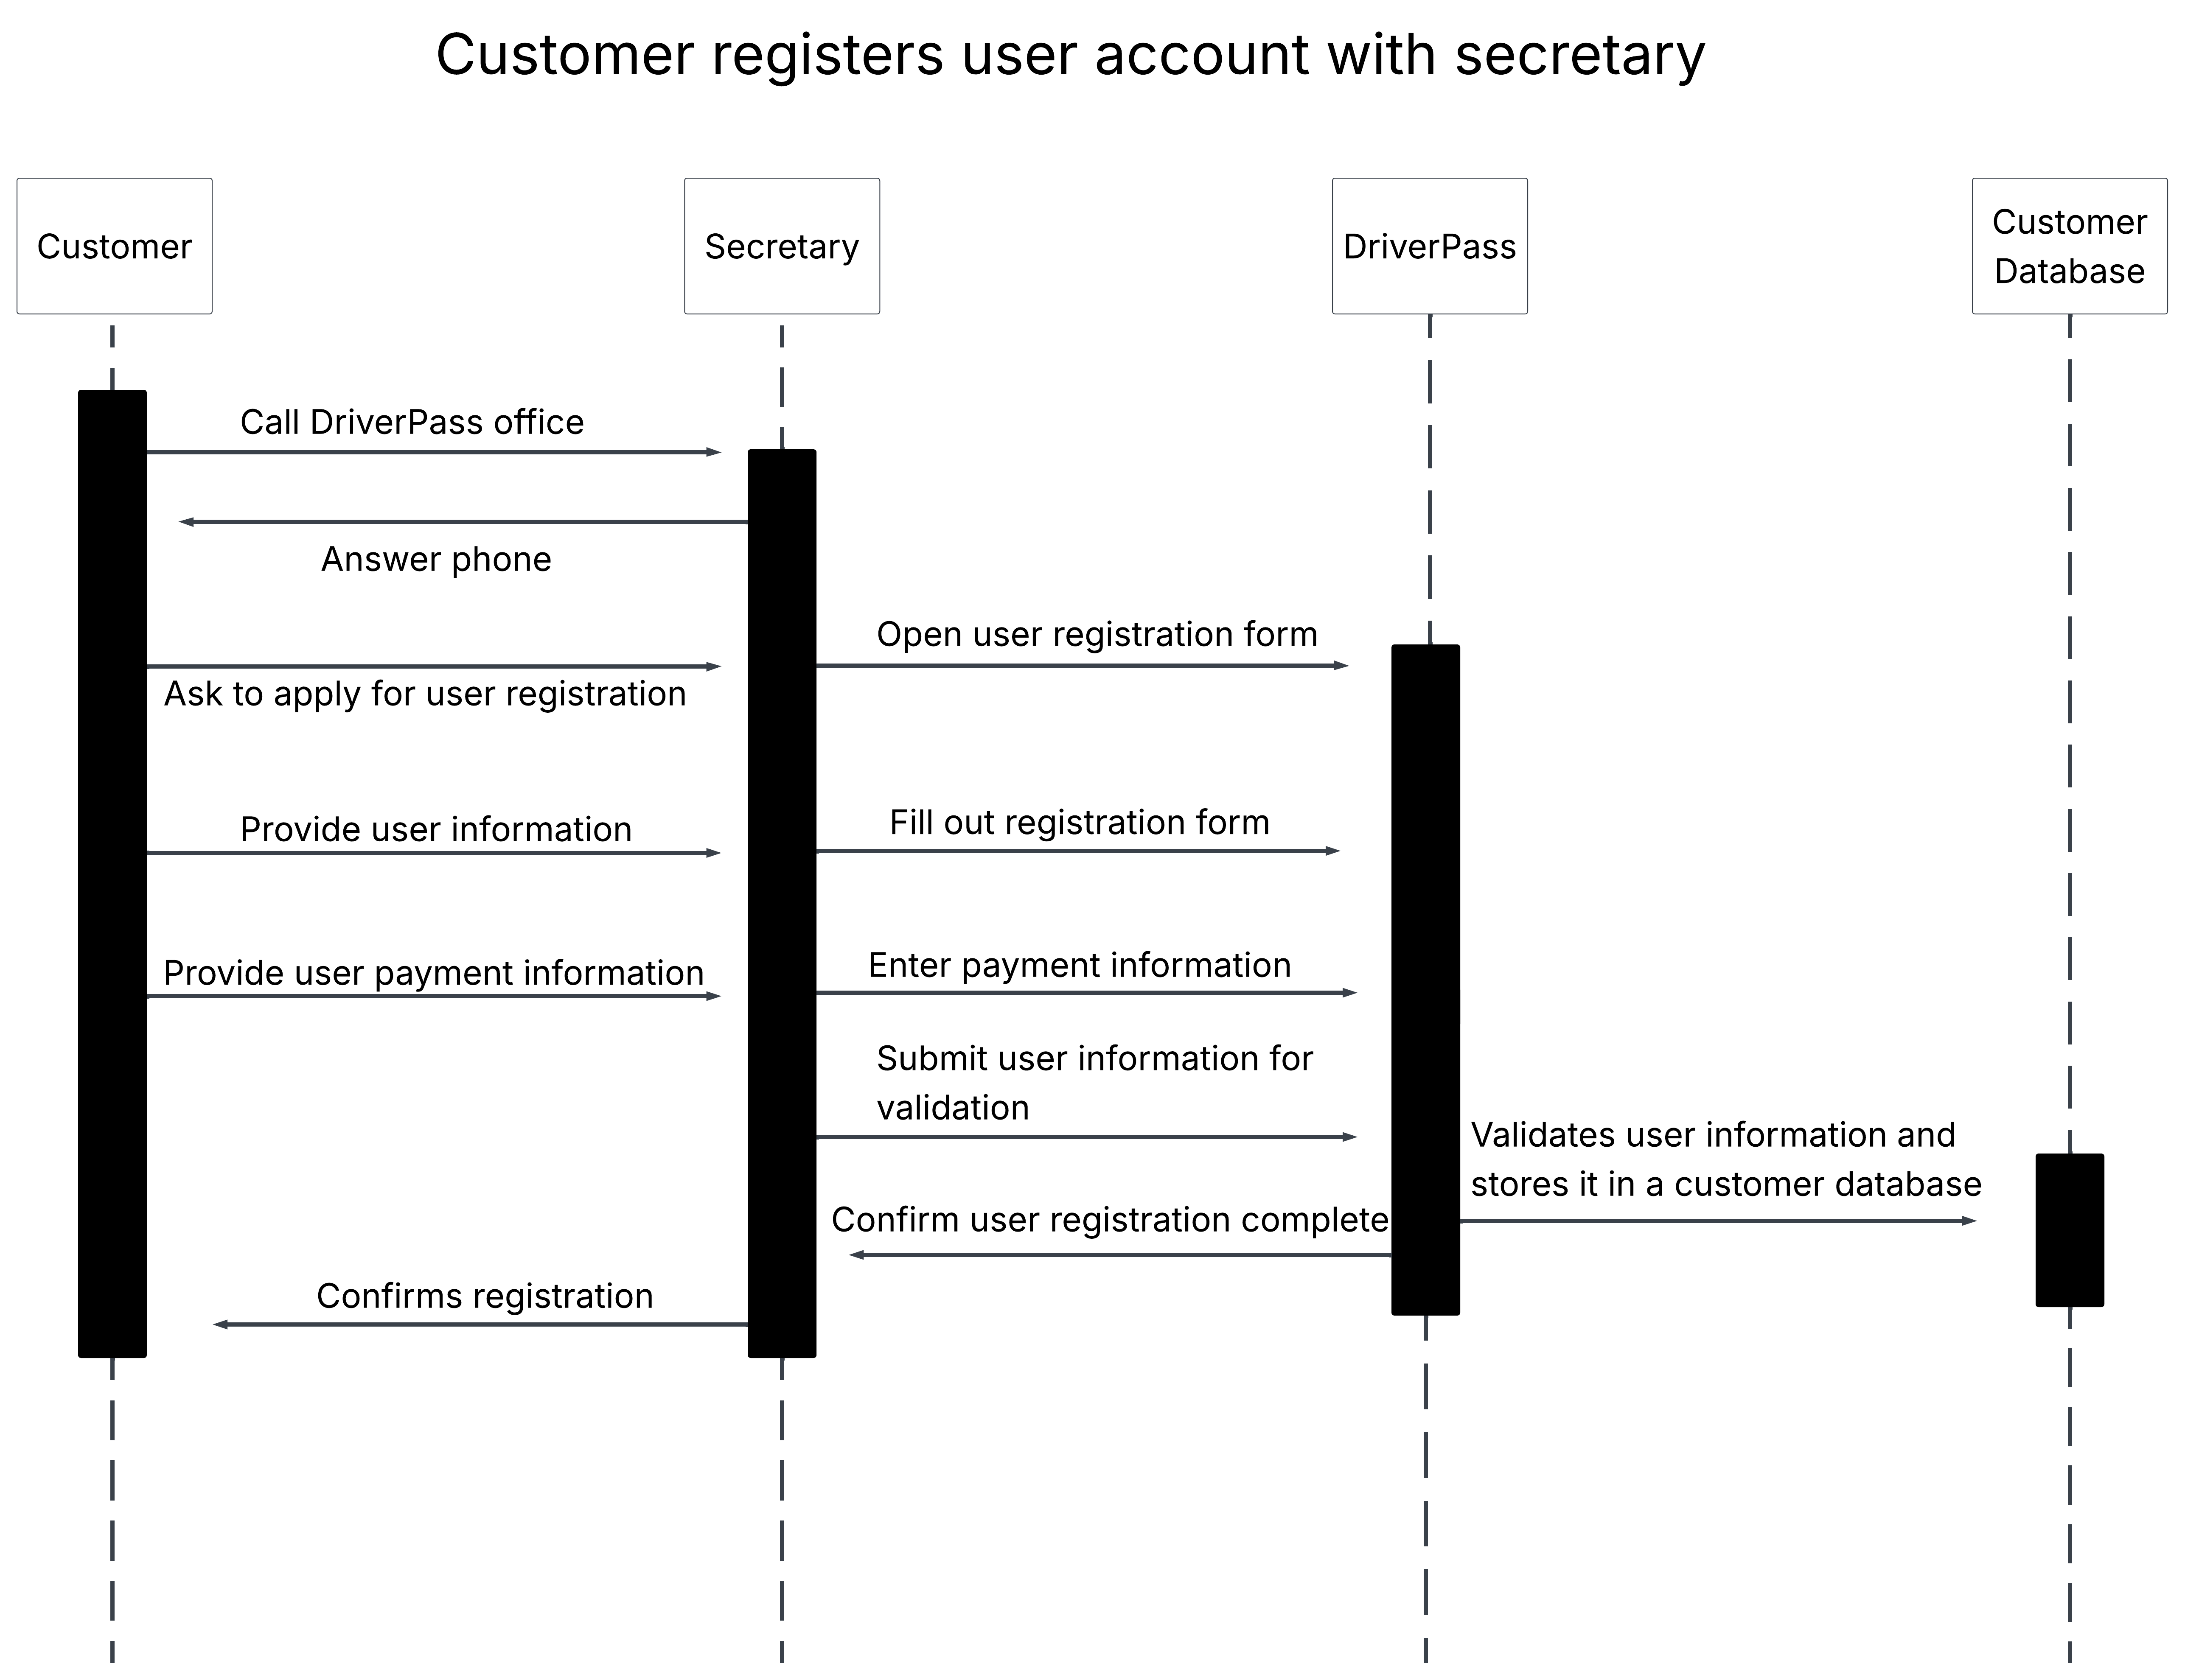 Customer registers user account with secretary
Customer
Secretary
DriverPass
Customer
Database
Call DriverPass office
Answer phone
Open user registration form
Ask to apply for user registration
Provide user information
Fill out registration form
Provide user payment information
Enter payment information
Submit user information for
validation
Validates user information and
stores it in a customer database
Confirm user registration complete
Confirms registration